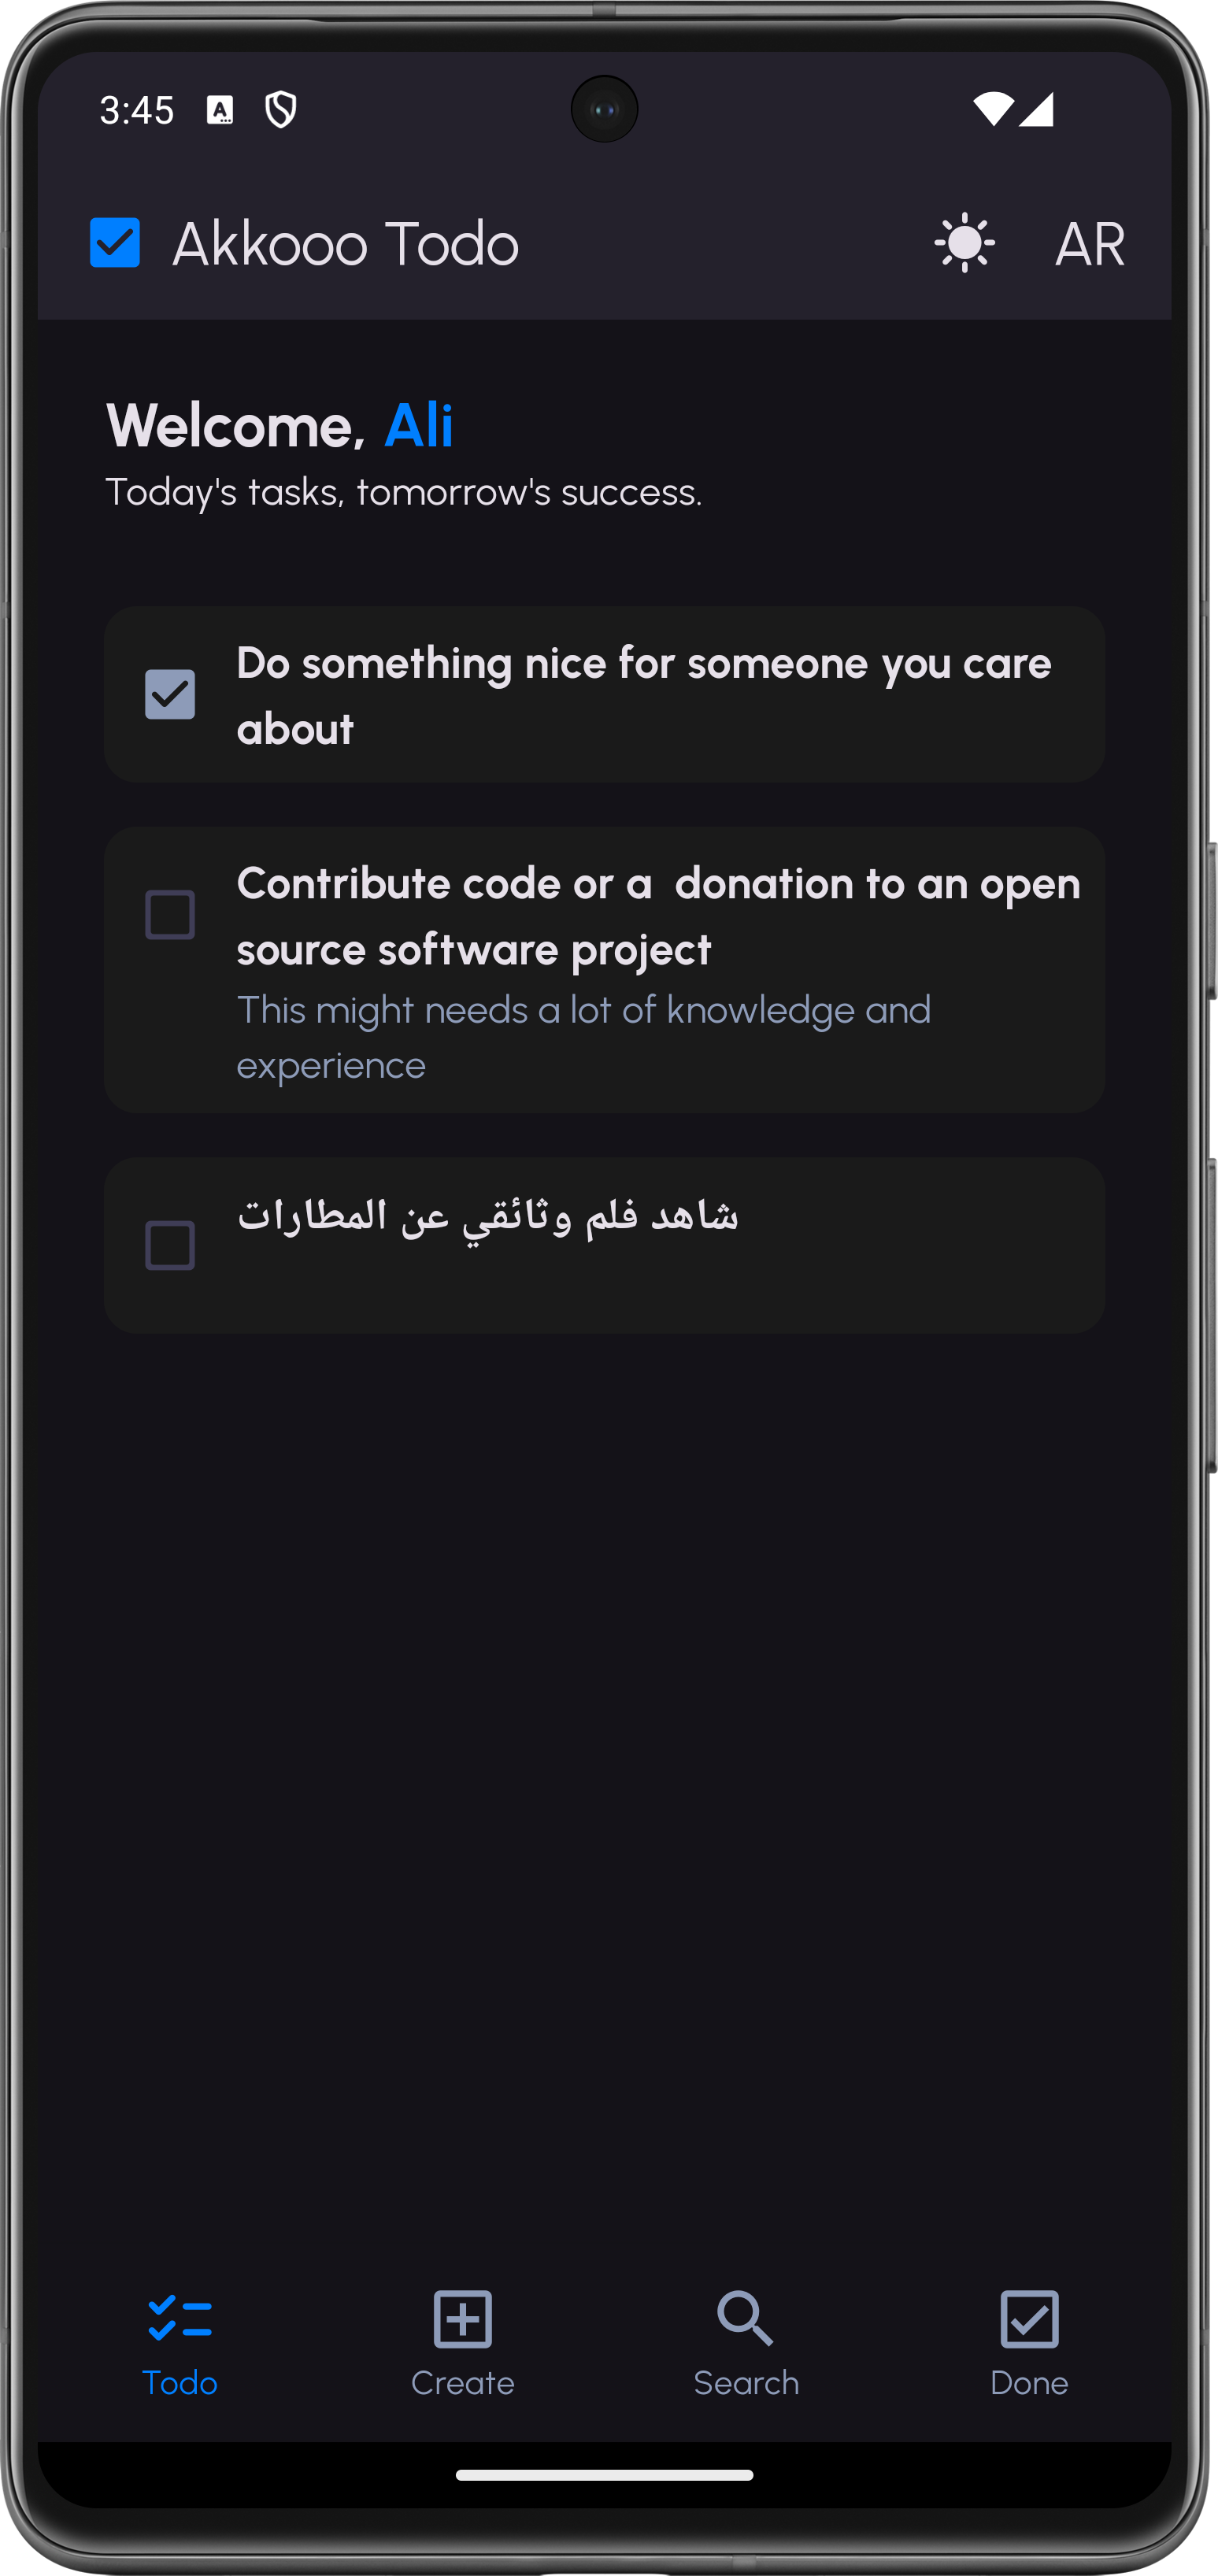 3:45
Akkooo Todo
AR
Welcome, Ali
Today's tasks, tomorrow's success.
Do something nice for someone you care
about
Contribute code or a  donation to an open
source software project
This might needs a lot of knowledge and
experience
شاهد فلم وثائقي عن المطارات
Todo
Create
Search
Done